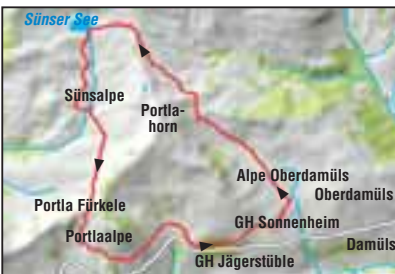 Sünser See
Sünsalpe
Portla-
horn
Alpe Oberdamüls
Oberdamüls
Portla Fürkele
GH Sonnenheim
Portlaalpe
Damüls
GH Jägerstüble